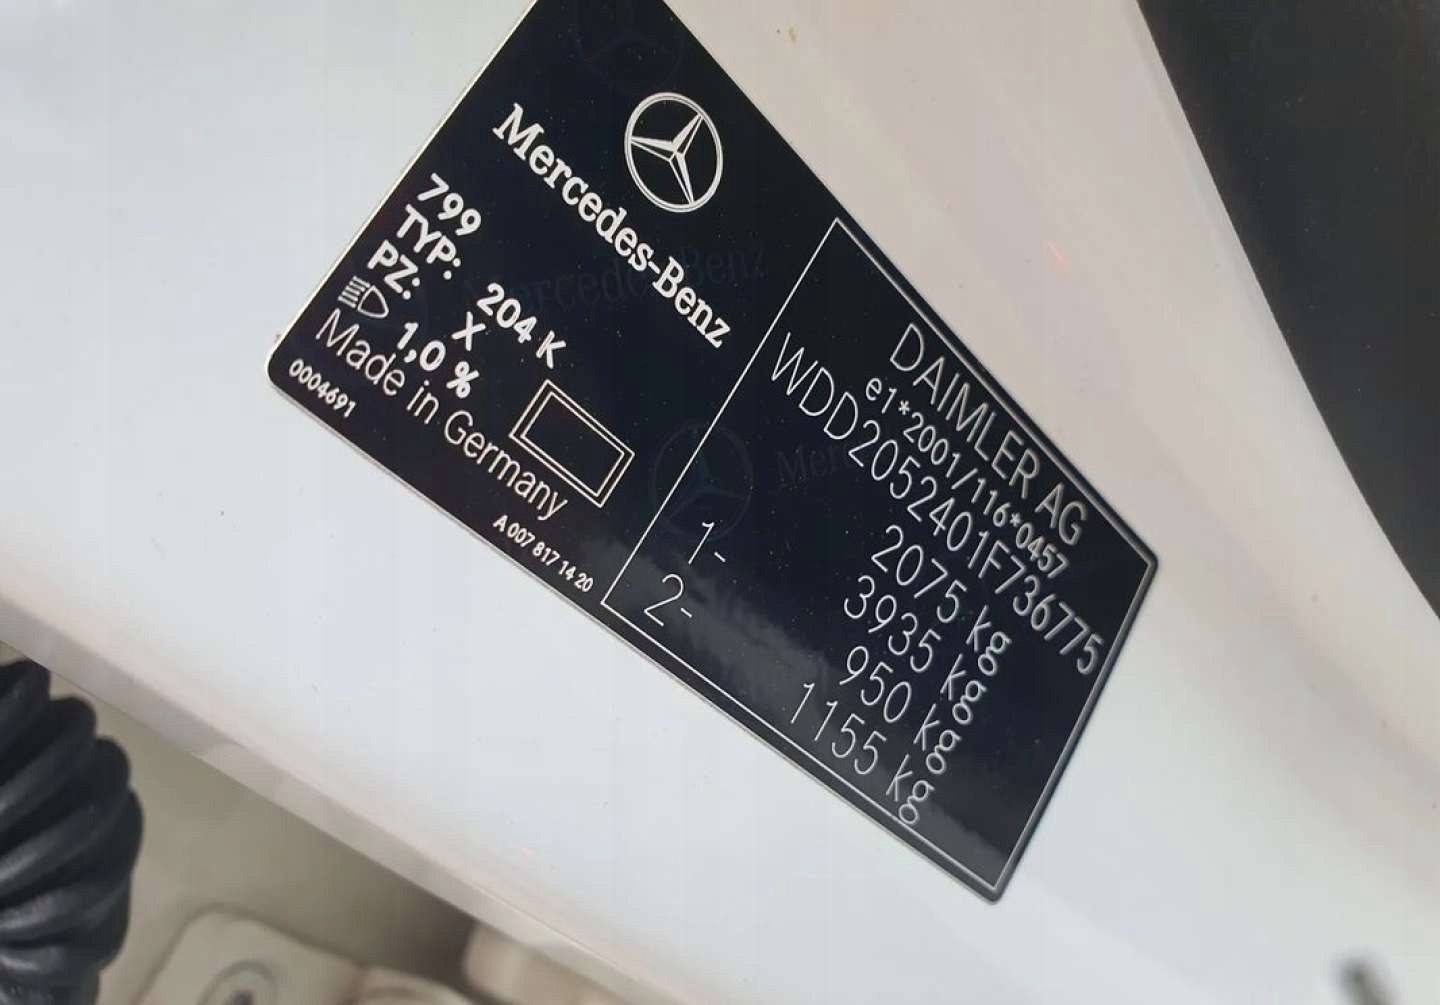 Mercedes-Benz
799
TYP: 204 K
PZ: X
1,0 %
Made in Germany
0004691
A 007 817 14 20
DAIMLER AG
e1*2001/116*0457
WDD2052401F736775
2075 kg
3935 kg
1- 950 kg
2- 1155 kg